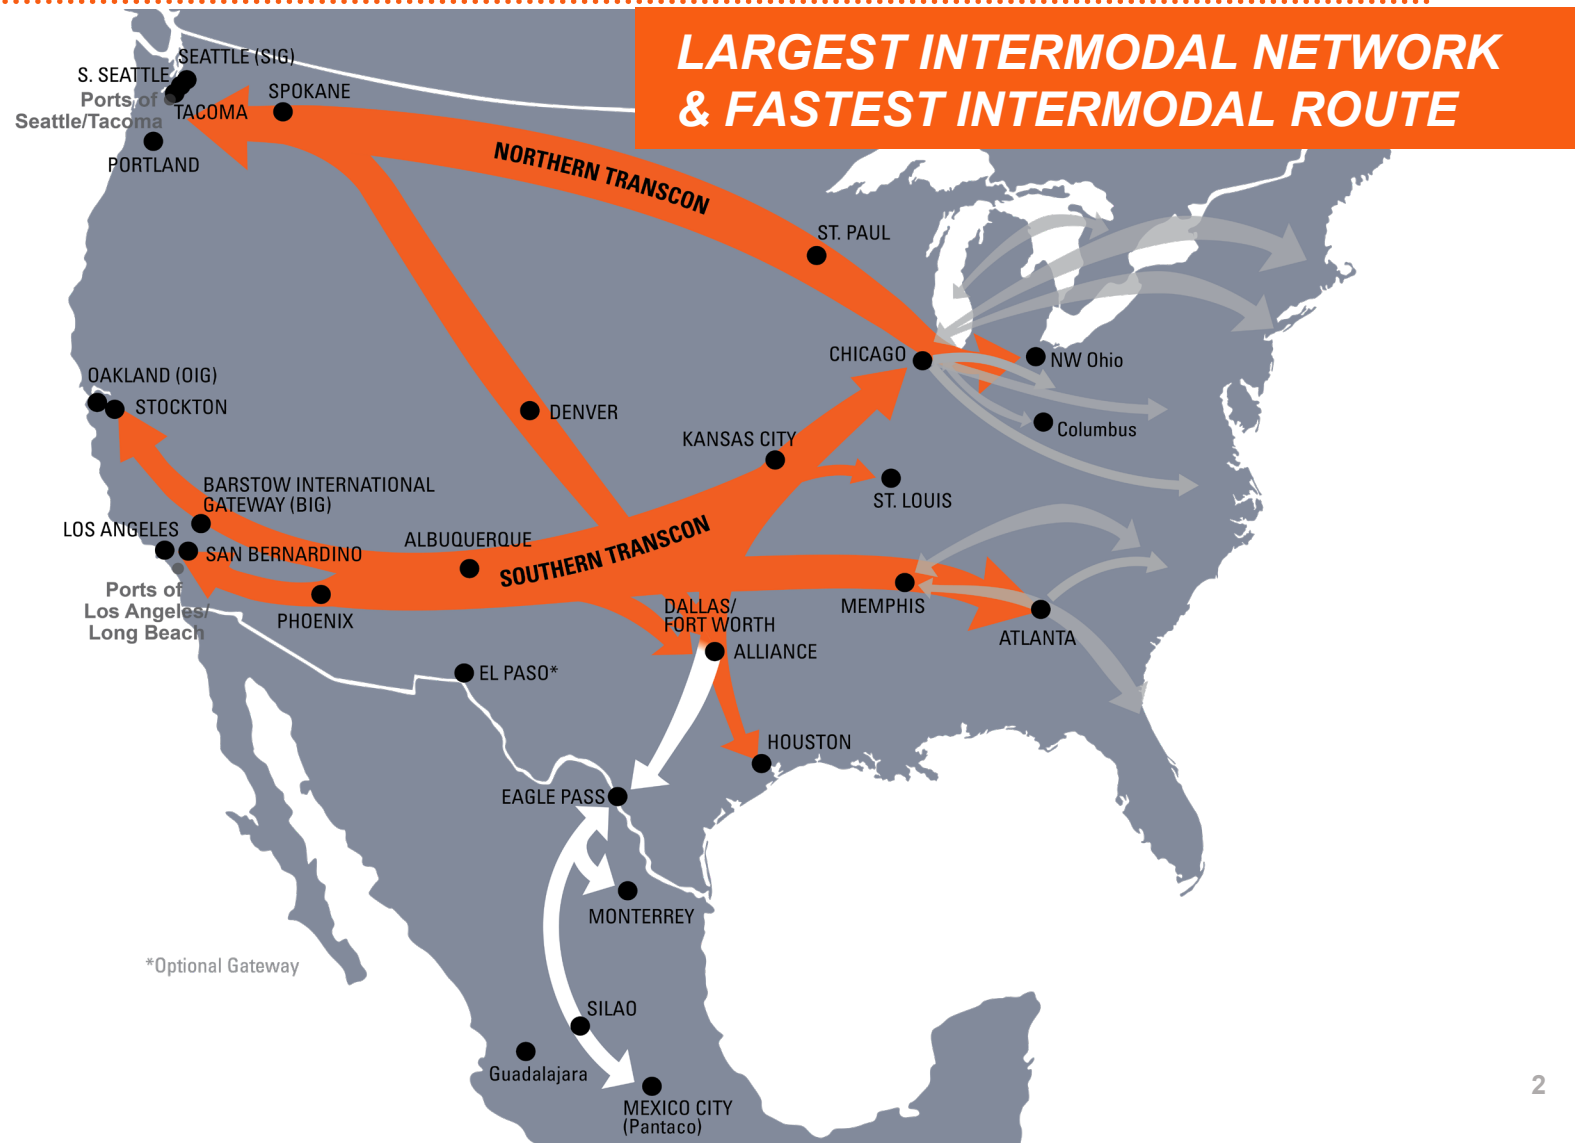 LARGEST INTERMODAL NETWORK
& FASTEST INTERMODAL ROUTE
SEATTLE (SIG)
S. SEATTLE
Ports of
Seattle/Tacoma
TACOMA
SPOKANE
PORTLAND
NORTHERN TRANSCON
ST. PAUL
CHICAGO
NW Ohio
OAKLAND (OIG)
STOCKTON
DENVER
Columbus
KANSAS CITY
ST. LOUIS
BARSTOW INTERNATIONAL
GATEWAY (BIG)
LOS ANGELES
SAN BERNARDINO
ALBUQUERQUE
SOUTHERN TRANSCON
Ports of
Los Angeles/
Long Beach
PHOENIX
DALLAS/
FORT WORTH
ALLIANCE
MEMPHIS
ATLANTA
EL PASO*
HOUSTON
EAGLE PASS
MONTERREY
*Optional Gateway
SILAO
Guadalajara
MEXICO CITY
(Pantaco)
2